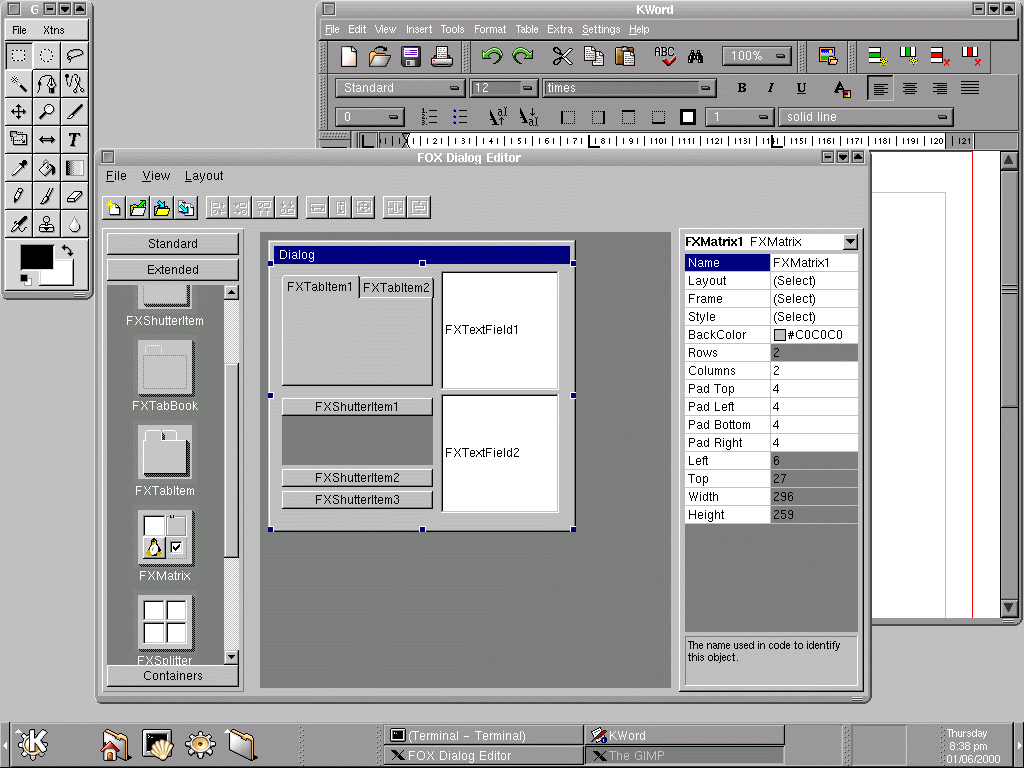 G
File Xtns
KWord
File Edit View Insert Tools Format Table Extra Settings Help
100%
Standard 12 times B I U A
0 1 solid line
FOX Dialog Editor
File View Layout
Standard
Extended
FXShutterItem
FXTabBook
FXTabItem
FXMatrix
FXSplitter
Containers
Dialog
FXTabItem1 FXTabItem2
FXTextField1
FXShutterItem1
FXTextField2
FXShutterItem2
FXShutterItem3
FXMatrix1 FXMatrix
Name FXMatrix1
Layout (Select)
Frame (Select)
Style (Select)
BackColor #C0C0C0
Rows 2
Columns 2
Pad Top 4
Pad Left 4
Pad Bottom 4
Pad Right 4
Left 6
Top 27
Width 296
Height 259
The name used in code to identify
this object.
(Terminal - Terminal) KWord
FOX Dialog Editor The GIMP
Thursday
8:38 pm
01/06/2000